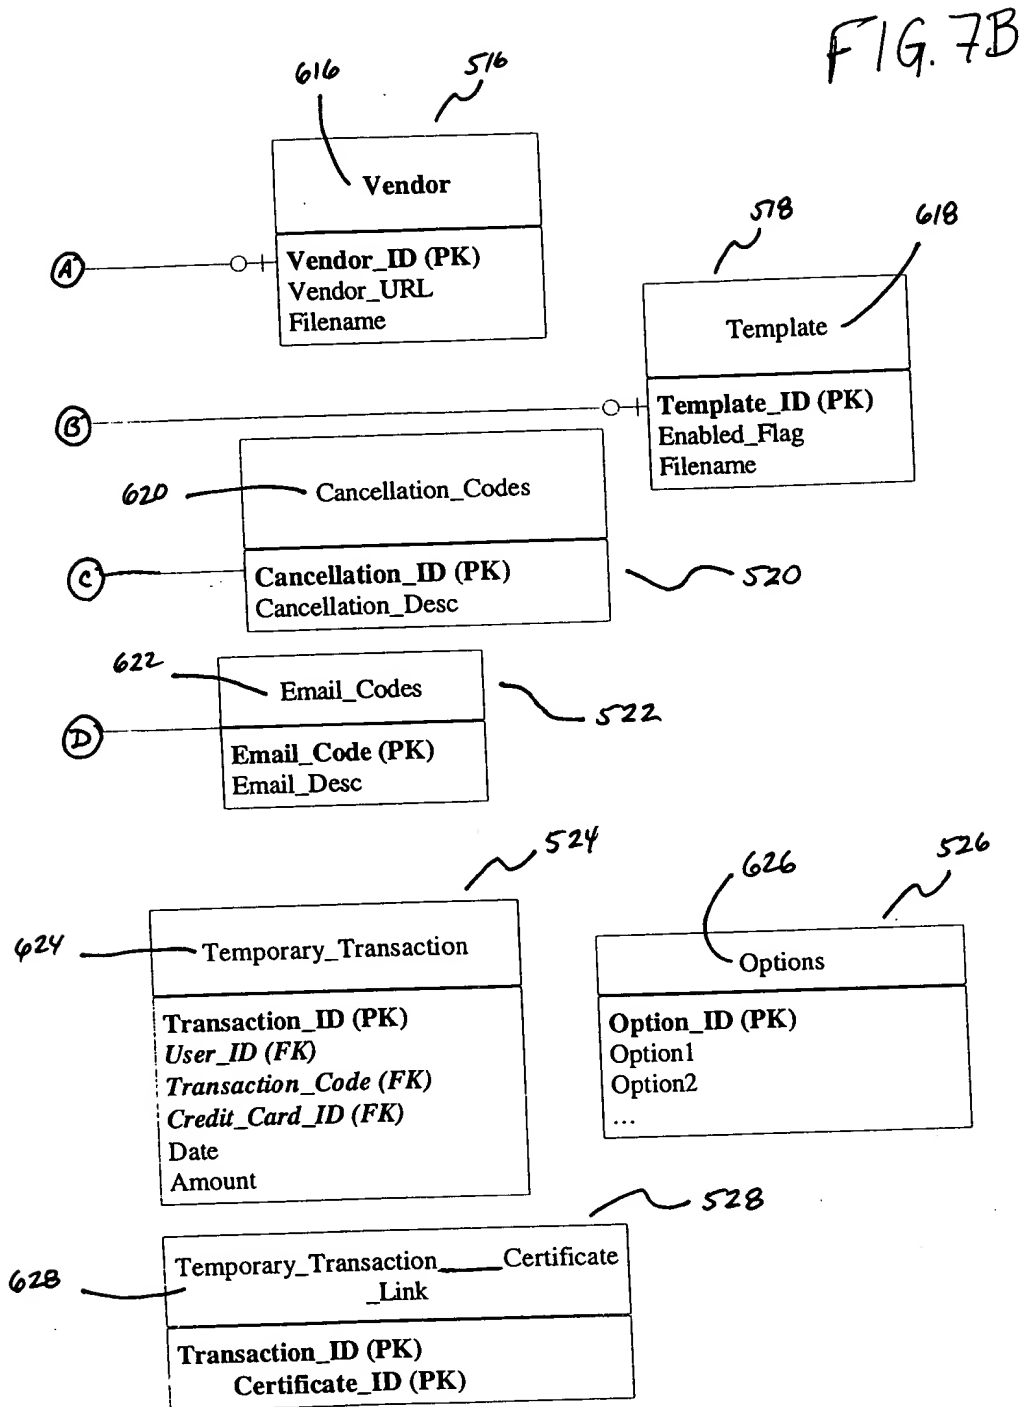 FIG. 7B
616
516
Vendor
518
618
A
Vendor_ID (PK)
Vendor_URL
Filename
Template
B
Template_ID (PK)
Enabled_Flag
Filename
620
Cancellation_Codes
C
Cancellation_ID (PK)
Cancellation_Desc
520
622
Email_Codes
522
D
Email_Code (PK)
Email_Desc
524
626
526
624
Temporary_Transaction
Options
Transaction_ID (PK)
User_ID (FK)
Transaction_Code (FK)
Credit_Card_ID (FK)
Date
Amount
Option_ID (PK)
Option1
Option2
...
528
628
Temporary_Transaction____Certificate
_Link
Transaction_ID (PK)
Certificate_ID (PK)